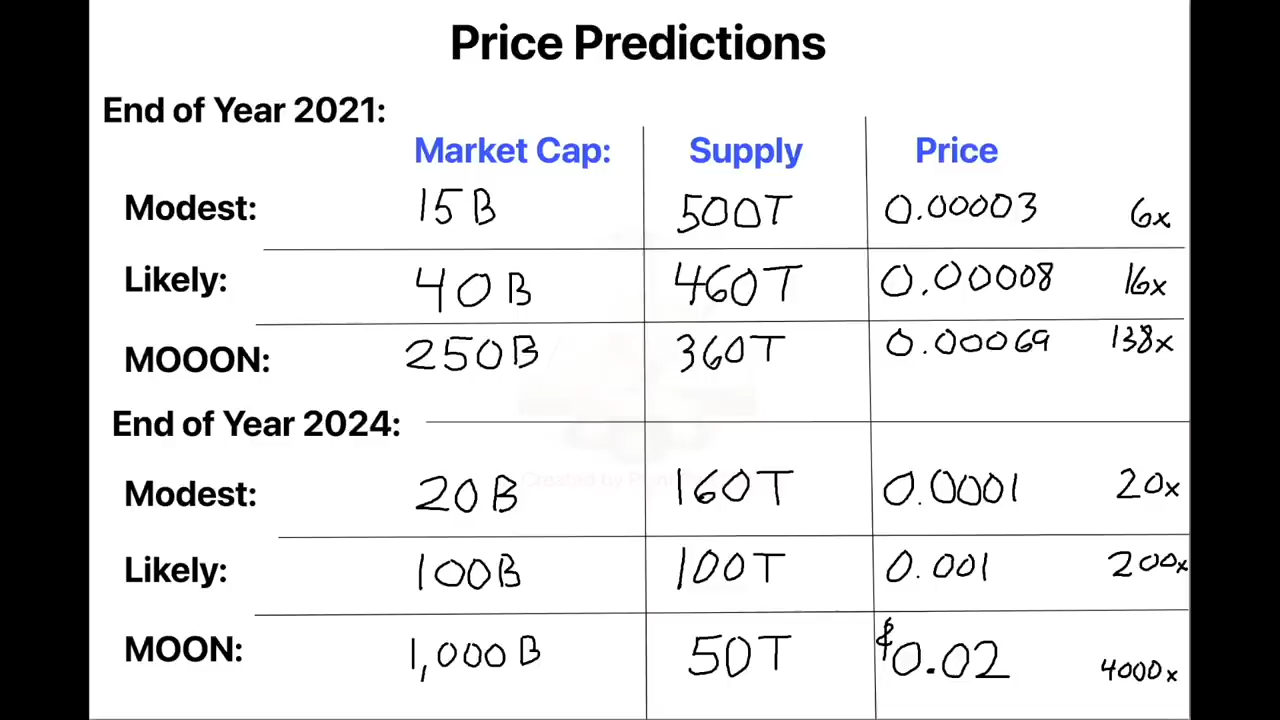 Price Predictions
End of Year 2021:
Market Cap: Supply Price
Modest: 15B 500T 0.00003 6x
Likely: 40B 460T 0.00008 16x
MOOON: 250B 360T 0.00069 138x
End of Year 2024:
Created by
Modest: 20B 160T 0.0001 20x
Likely: 100B 100T 0.001 200x
MOON: 1,000B 50T $0.02 4000x